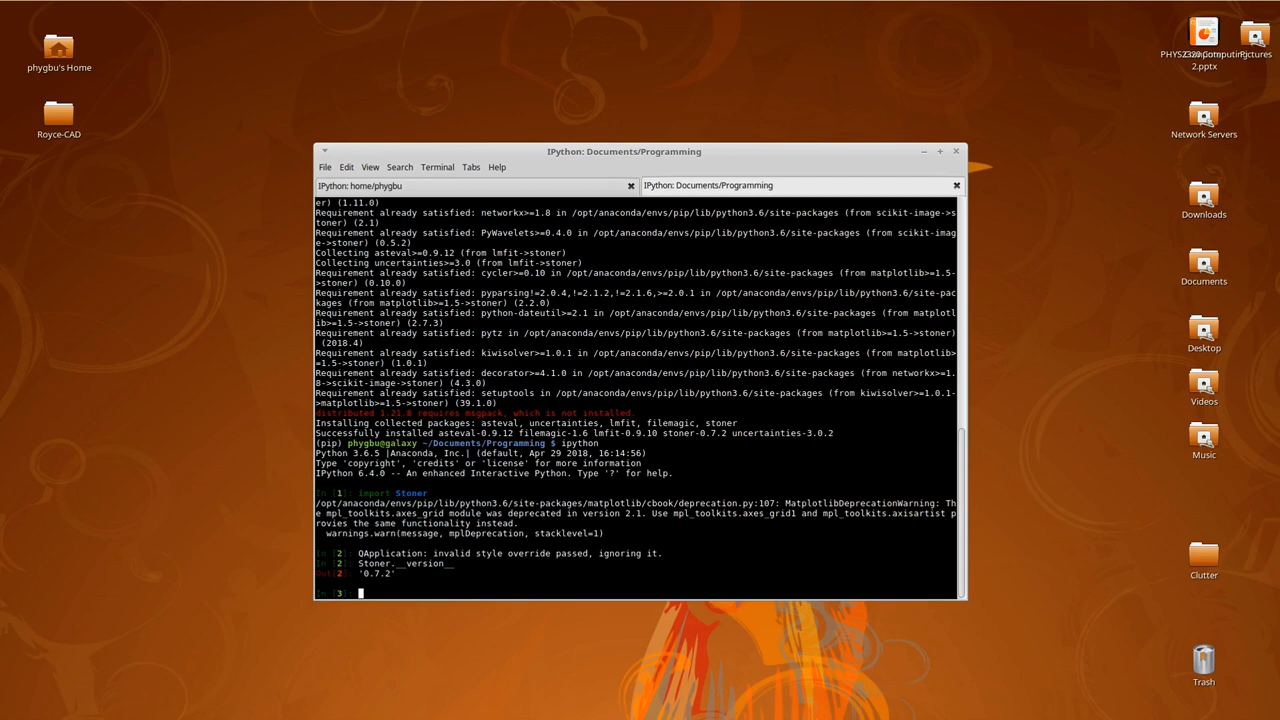 phygbu's Home
Royce-CAD
IPython: Documents/Programming
File Edit View Search Terminal Tabs Help
IPython: home/phygbu
IPython: Documents/Programming
er) (1.11.0)
Requirement already satisfied: networkx>=1.8 in /opt/anaconda/envs/pip/lib/python3.6/site-packages (from scikit-image->s
toner) (2.1)
Requirement already satisfied: PyWavelets>=0.4.0 in /opt/anaconda/envs/pip/lib/python3.6/site-packages (from scikit-imag
e->stoner) (0.5.2)
Collecting asteval>=0.9.12 (from lmfit->stoner)
Collecting uncertainties>=3.0 (from lmfit->stoner)
Requirement already satisfied: cycler>=0.10 in /opt/anaconda/envs/pip/lib/python3.6/site-packages (from matplotlib>=1.5-
>stoner) (0.10.0)
Requirement already satisfied: pyparsing!=2.0.4,!=2.1.2,!=2.1.6,>=2.0.1 in /opt/anaconda/envs/pip/lib/python3.6/site-pac
kages (from matplotlib>=1.5->stoner) (2.2.0)
Requirement already satisfied: python-dateutil>=2.1 in /opt/anaconda/envs/pip/lib/python3.6/site-packages (from matplotl
ib>=1.5->stoner) (2.7.3)
Requirement already satisfied: pytz in /opt/anaconda/envs/pip/lib/python3.6/site-packages (from matplotlib>=1.5->stoner)
(2018.4)
Requirement already satisfied: kiwisolver>=1.0.1 in /opt/anaconda/envs/pip/lib/python3.6/site-packages (from matplotlib>
=1.5->stoner) (1.0.1)
Requirement already satisfied: decorator>=4.1.0 in /opt/anaconda/envs/pip/lib/python3.6/site-packages (from networkx>=1.
8->scikit-image->stoner) (4.3.0)
Requirement already satisfied: setuptools in /opt/anaconda/envs/pip/lib/python3.6/site-packages (from kiwisolver>=1.0.1-
>matplotlib>=1.5->stoner) (39.1.0)
distributed 1.21.8 requires msgpack, which is not installed.
Installing collected packages: asteval, uncertainties, lmfit, filemagic, stoner
Successfully installed asteval-0.9.12 filemagic-1.6 lmfit-0.9.10 stoner-0.7.2 uncertainties-3.0.2
(pip) phygbu@galaxy ~/Documents/Programming $ ipython
Python 3.6.5 |Anaconda, Inc.| (default, Apr 29 2018, 16:14:56)
Type 'copyright', 'credits' or 'license' for more information
IPython 6.4.0 -- An enhanced Interactive Python. Type '?' for help.
In [1]: import Stoner
/opt/anaconda/envs/pip/lib/python3.6/site-packages/matplotlib/cbook/deprecation.py:107: MatplotlibDeprecationWarning: Th
e mpl_toolkits.axes_grid module was deprecated in version 2.1. Use mpl_toolkits.axes_grid1 and mpl_toolkits.axisartist p
rovies the same functionality instead.
warnings.warn(message, mplDeprecation, stacklevel=1)
In [2]: QApplication: invalid style override passed, ignoring it.
In [2]: Stoner.__version__
Out[2]: '0.7.2'
In [3]:
2.pptx
Pictures
Network Servers
Downloads
Documents
Desktop
Videos
Music
Clutter
Trash